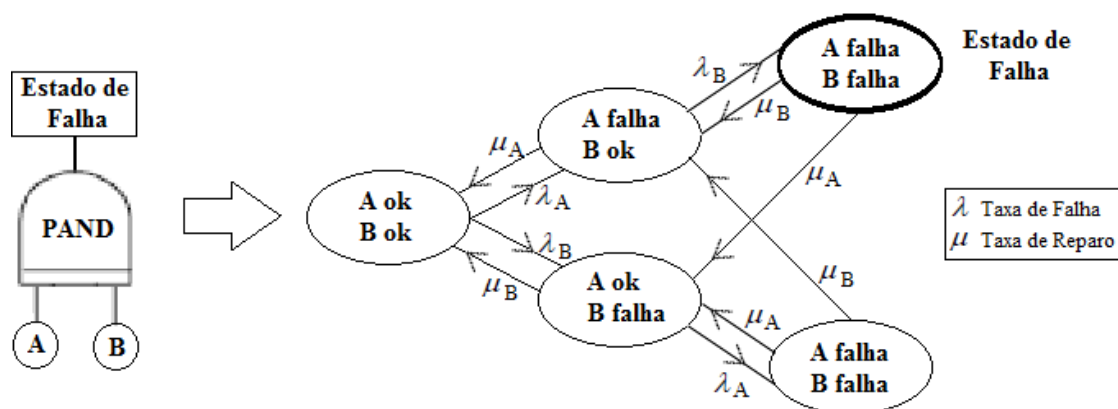 Estado de
Falha
PAND
A
B
A ok
B ok
μA
λA
λB
μB
A falha
B ok
A ok
B falha
λB
μB
A falha
B falha
Estado de
Falha
μA
μB
μA
λA
A falha
B falha
λ Taxa de Falha
μ Taxa de Reparo